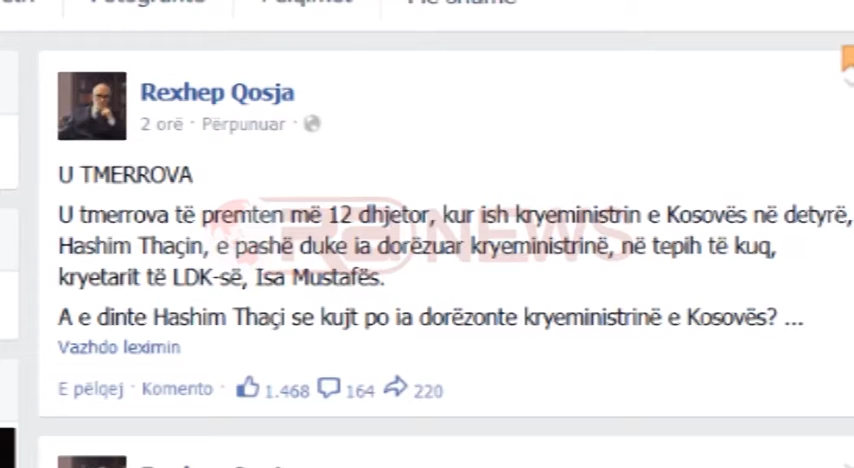 Rexhep Qosja
2 orë · Përpunuar ·
U TMERROVA
U tmerrova të premten më 12 dhjetor, kur ish kryeministrin e Kosovës në detyrë,
Hashim Thaçin, e pashë duke ia dorëzuar kryeministrinë, në tepih të kuq,
kryetarit të LDK-së, Isa Mustafës.
A e dinte Hashim Thaçi se kujt po ia dorëzonte kryeministrinë e Kosovës? ...
Vazhdo leximin
E pëlqej · Komento · 1.468 164 220
NEWS